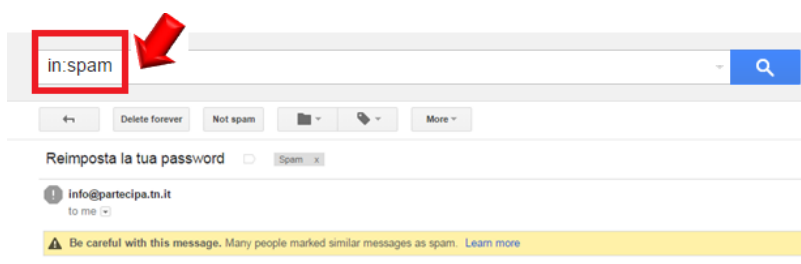 in:spam
Delete forever Not spam More
Reimposta la tua password Spam x
info@partecipa.tn.it
to me
Be careful with this message. Many people marked similar messages as spam. Learn more